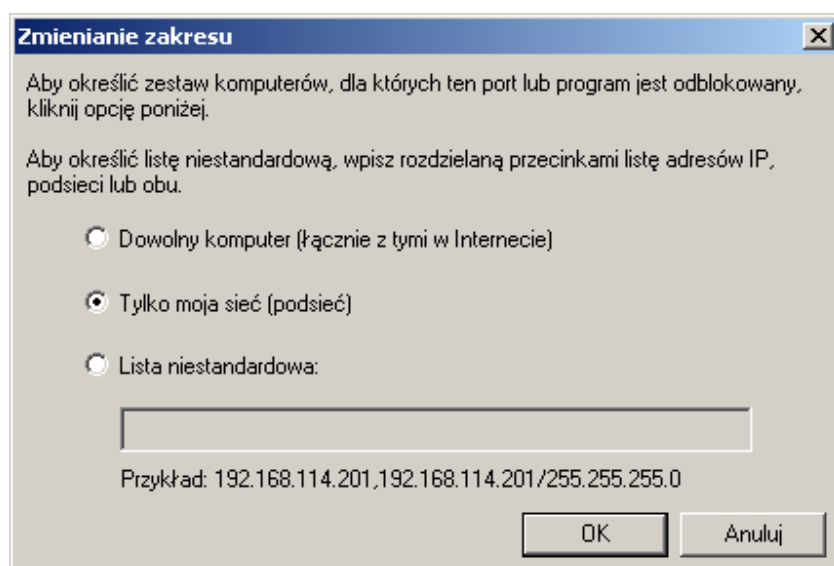 Zmienianie zakresu
Aby określić zestaw komputerów, dla których ten port lub program jest odblokowany,
kliknij opcję poniżej.
Aby określić listę niestandardową, wpisz rozdzielaną przecinkami listę adresów IP,
podsieci lub obu.
Dowolny komputer (łącznie z tymi w Internecie)
Tylko moja sieć (podsieć)
Lista niestandardowa:
Przykład: 192.168.114.201,192.168.114.201/255.255.255.0
OK Anuluj